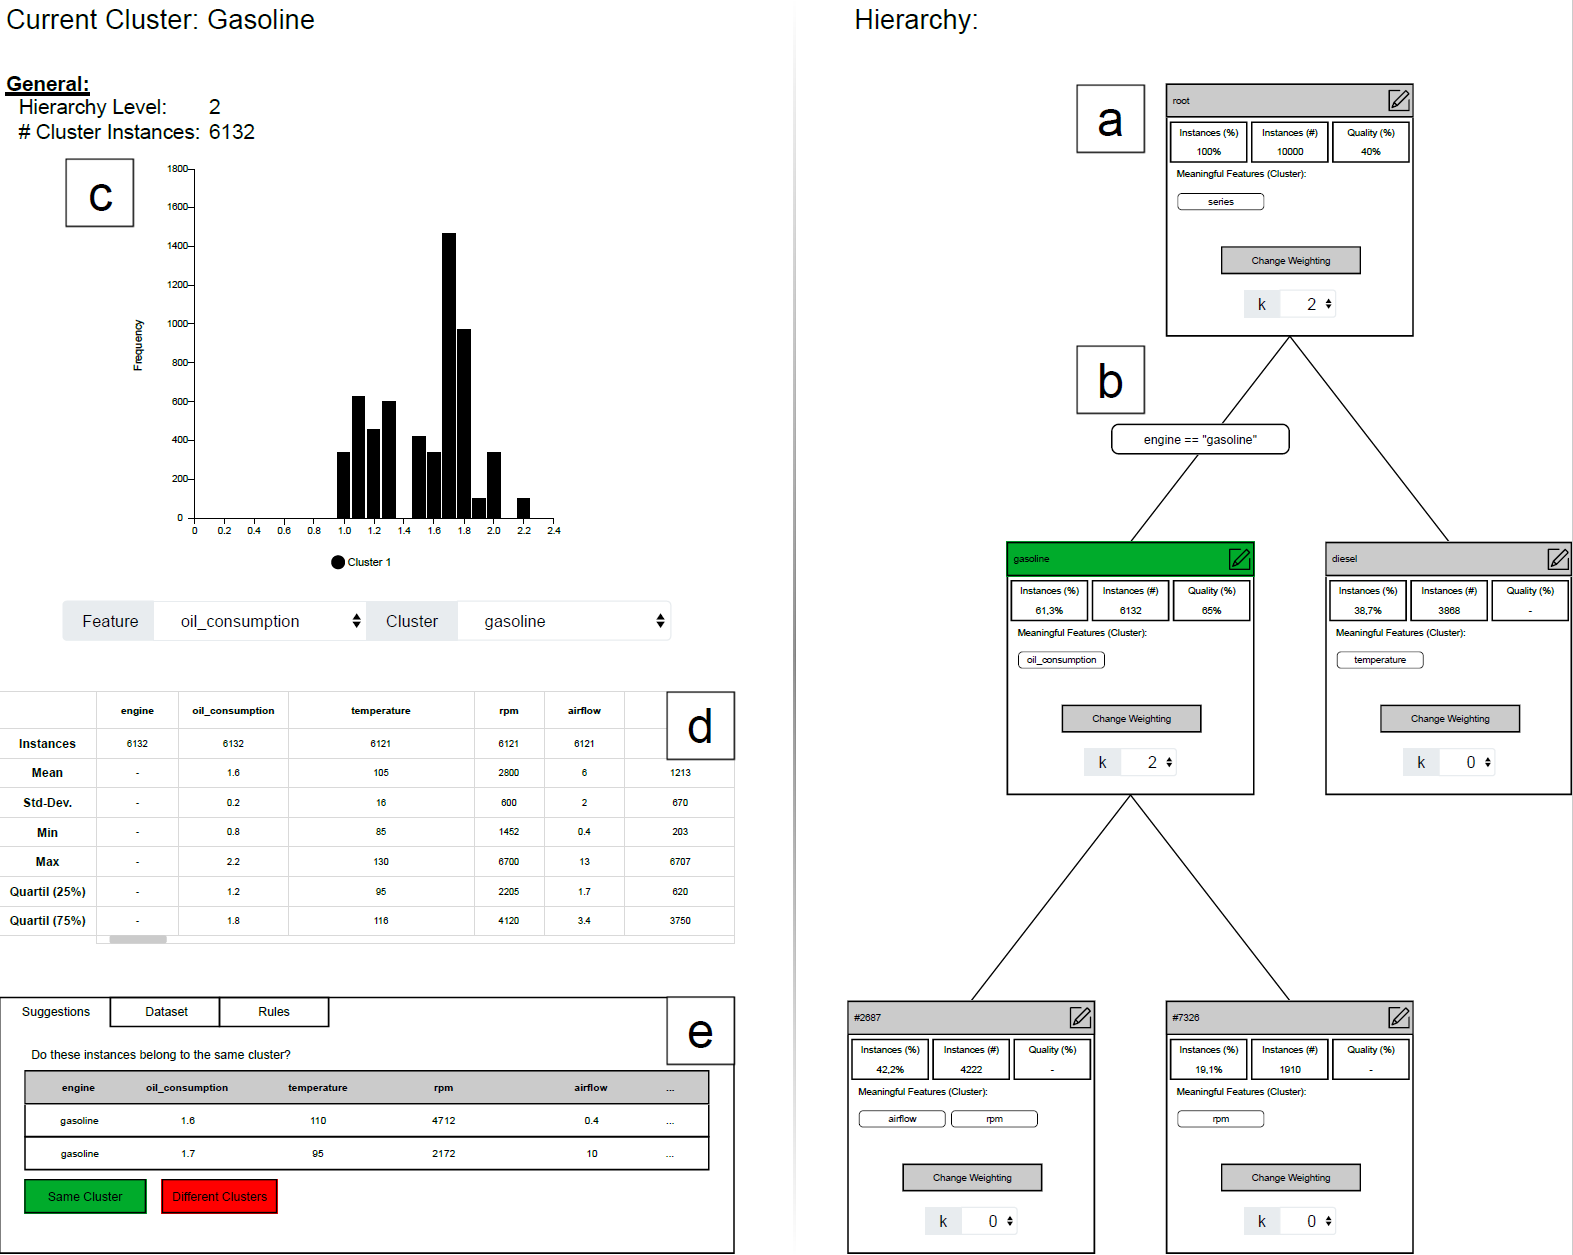 Current Cluster: Gasoline
General:
Hierarchy Level: 2
# Cluster Instances: 6132
c
1800
1600
1400
1200
1000
800
600
400
200
0
Frequency
0 0.2 0.4 0.6 0.8 1.0 1.2 1.4 1.6 1.8 2.0 2.2 2.4
Cluster 1
Feature oil_consumption Cluster gasoline
d
engine oil_consumption temperature rpm airflow
Instances 6132 6132 6121 6121 6121
Mean - 1.6 105 2800 6 1213
Std-Dev. - 0.2 16 600 2 670
Min - 0.8 85 1452 0.4 203
Max - 2.2 130 6700 13 6707
Quartil (25%) - 1.2 95 2205 1.7 620
Quartil (75%) - 1.8 116 4120 3.4 3750
Suggestions Dataset Rules
e
Do these instances belong to the same cluster?
engine oil_consumption temperature rpm airflow ...
gasoline 1.6 110 4712 0.4 ...
gasoline 1.7 95 2172 10 ...
Same Cluster Different Clusters
Hierarchy:
a
root
Instances (%) Instances (#) Quality (%)
100% 10000 40%
Meaningful Features (Cluster):
series
Change Weighting
k 2
b
engine == "gasoline"
gasoline
Instances (%) Instances (#) Quality (%)
61,3% 6132 65%
Meaningful Features (Cluster):
oil_consumption
Change Weighting
k 2
diesel
Instances (%) Instances (#) Quality (%)
38,7% 3868 -
Meaningful Features (Cluster):
temperature
Change Weighting
k 0
#2687
Instances (%) Instances (#) Quality (%)
42,2% 4222 -
Meaningful Features (Cluster):
airflow rpm
Change Weighting
k 0
#7326
Instances (%) Instances (#) Quality (%)
19,1% 1910 -
Meaningful Features (Cluster):
rpm
Change Weighting
k 0